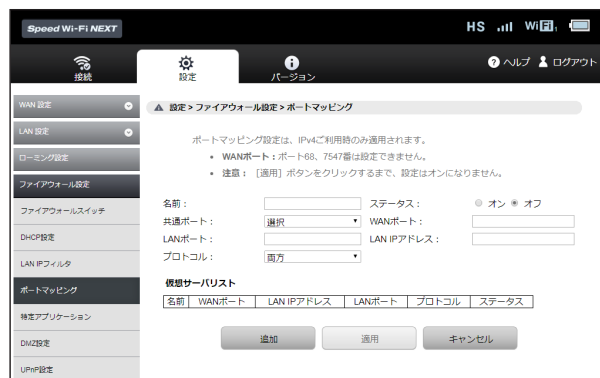 Speed Wi-Fi NEXT
HS WiFi
接続
設定
バージョン
ヘルプ ログアウト
WAN 設定
LAN 設定
ローミング設定
ファイアウォール設定
ファイアウォールスイッチ
DHCP設定
LAN IPフィルタ
ポートマッピング
特定アプリケーション
DMZ設定
UPnP設定
設定 > ファイアウォール設定 > ポートマッピング
ポートマッピング設定は、IPv4ご利用時のみ適用されます。
• WANポート：ポート68、7547番は設定できません。
• 注意： ［適用］ボタンをクリックするまで、設定はオンになりません。
名前： ステータス： オン オフ
共通ポート： 選択 WANポート：
LANポート： LAN IPアドレス：
プロトコル： 両方
仮想サーバリスト
名前 WANポート LAN IPアドレス LANポート プロトコル ステータス
追加 適用 キャンセル